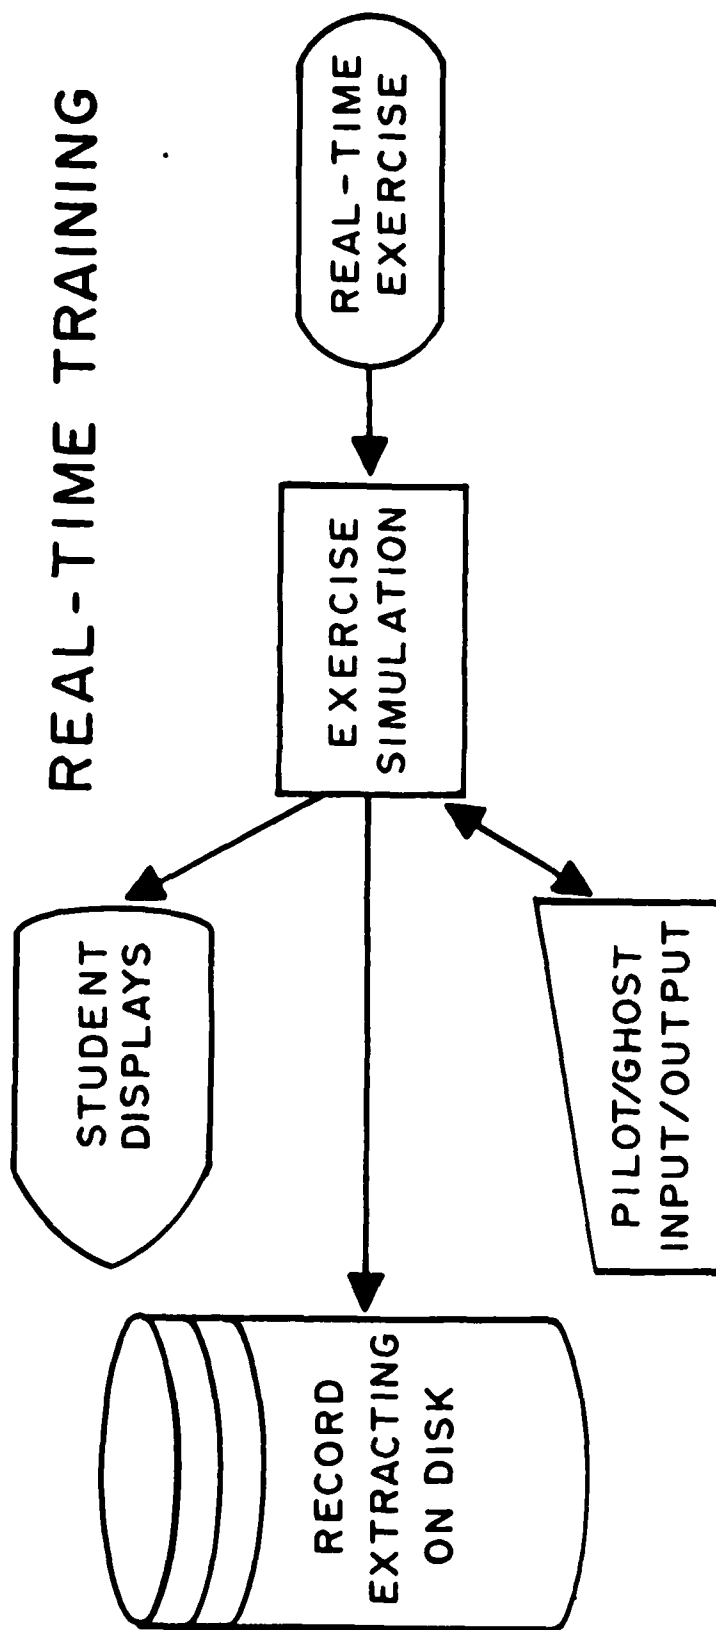 REAL-TIME TRAINING
REAL-TIME
EXERCISE
EXERCISE
SIMULATION
STUDENT
DISPLAYS
PILOT/GHOST
INPUT/OUTPUT
RECORD
EXTRACTING
ON DISK